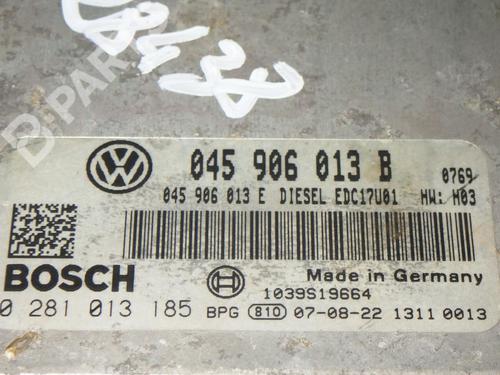 B-PARTS
045 906 013 B
0769
045 906 013 E DIESEL EDC17U01 HW: H03
BOSCH
Made in Germany
1039S19664
0 281 013 185 BPG 810 07-08-22 1311 0013